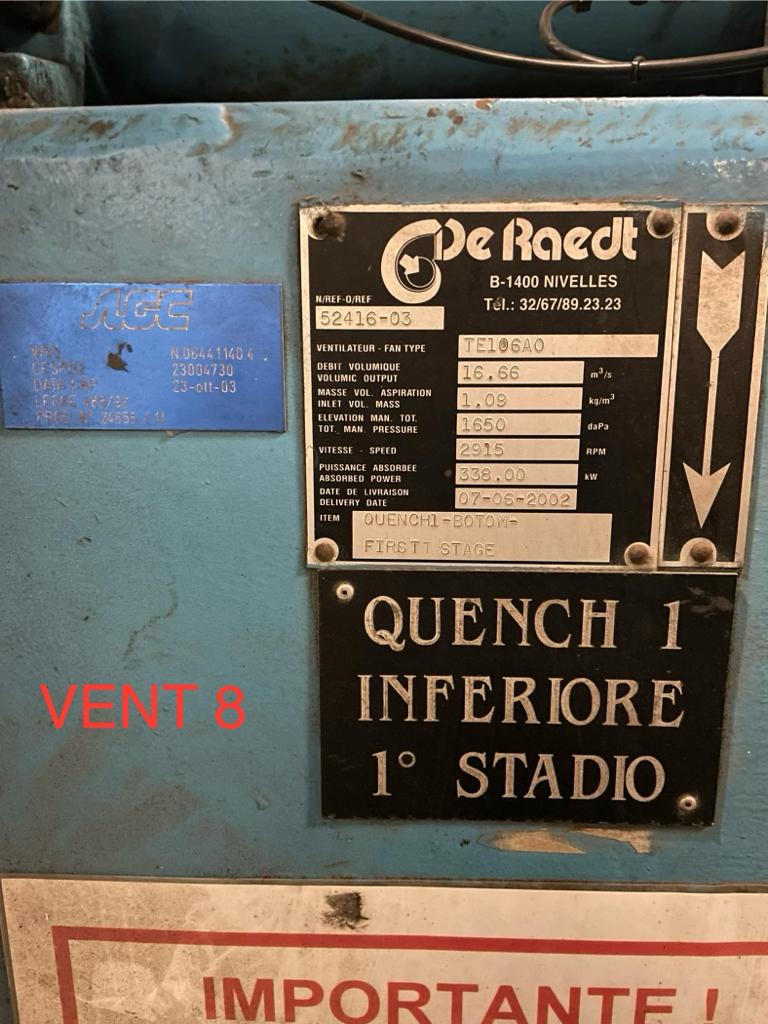 AGC
N.06441140 4
23004730
23-ott-03
De Raedt
B-1400 NIVELLES
Tél.: 32/67/89.23.23
N/REF-O/REF
52416-03
VENTILATEUR - FAN TYPE TE106AO
DEBIT VOLUMIQUE
VOLUMIC OUTPUT 16.66 m³/s
MASSE VOL. ASPIRATION
INLET VOL. MASS 1.09 kg/m³
ELEVATION MAN. TOT.
TOT. MAN. PRESSURE 1650 daPa
VITESSE - SPEED 2915 RPM
PUISSANCE ABSORBEE
ABSORBED POWER 338.00 kW
DATE DE LIVRAISON
DELIVERY DATE 07-06-2002
ITEM QUENCH1-BOTOM-
FIRST1 STAGE
QUENCH 1
INFERIORE
1° STADIO
VENT 8
IMPORTANTE !